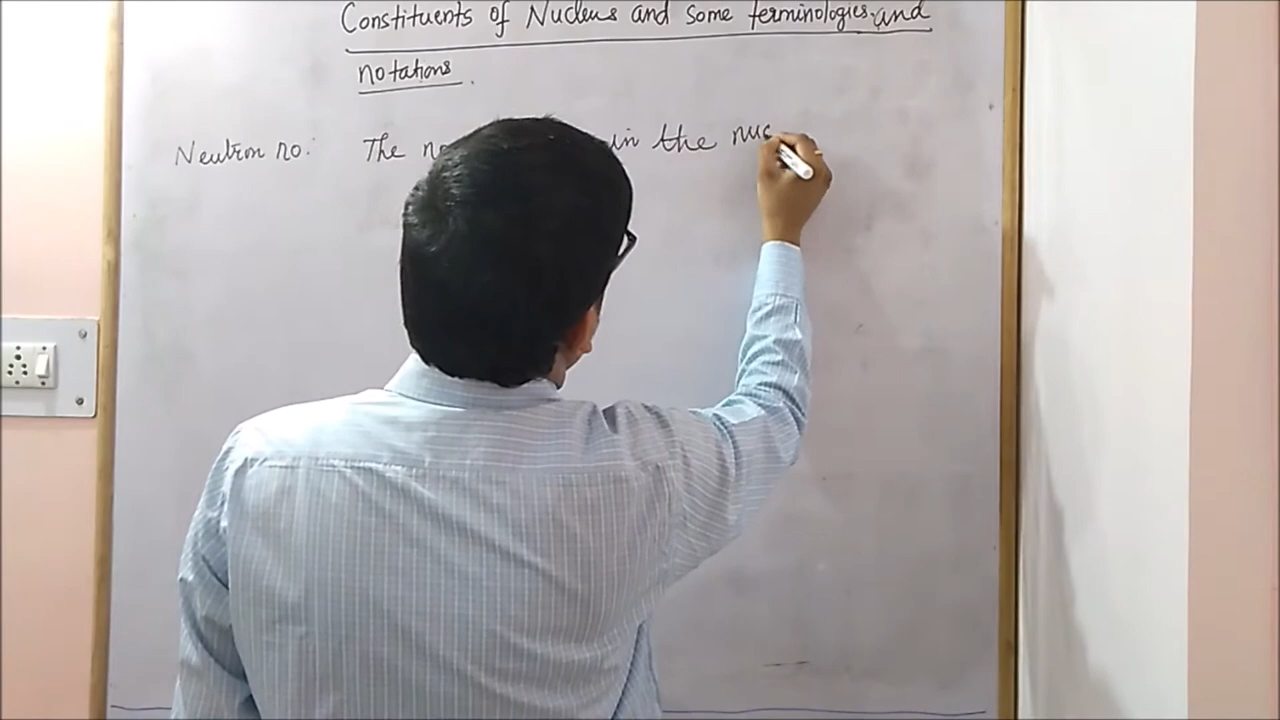 Constituents of Nucleus and some terminologies and
notations.
Neutron no: The in the nuc